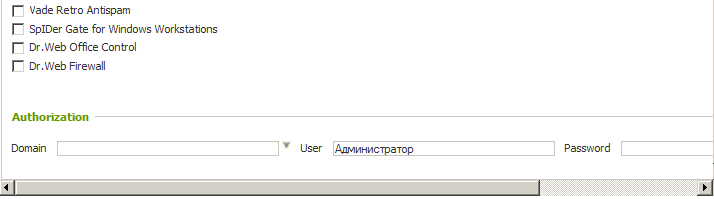 Vade Retro Antispam
SpIDer Gate for Windows Workstations
Dr.Web Office Control
Dr.Web Firewall
Authorization
Domain User Администратор Password